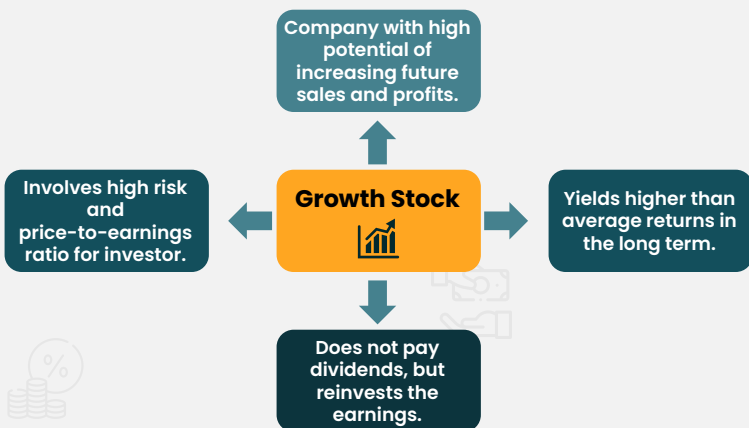 Company with high
potential of
increasing future
sales and profits.
Involves high risk
and
price-to-earnings
ratio for investor.
Growth Stock
Yields higher than
average returns in
the long term.
Does not pay
dividends, but
reinvests the
earnings.
%